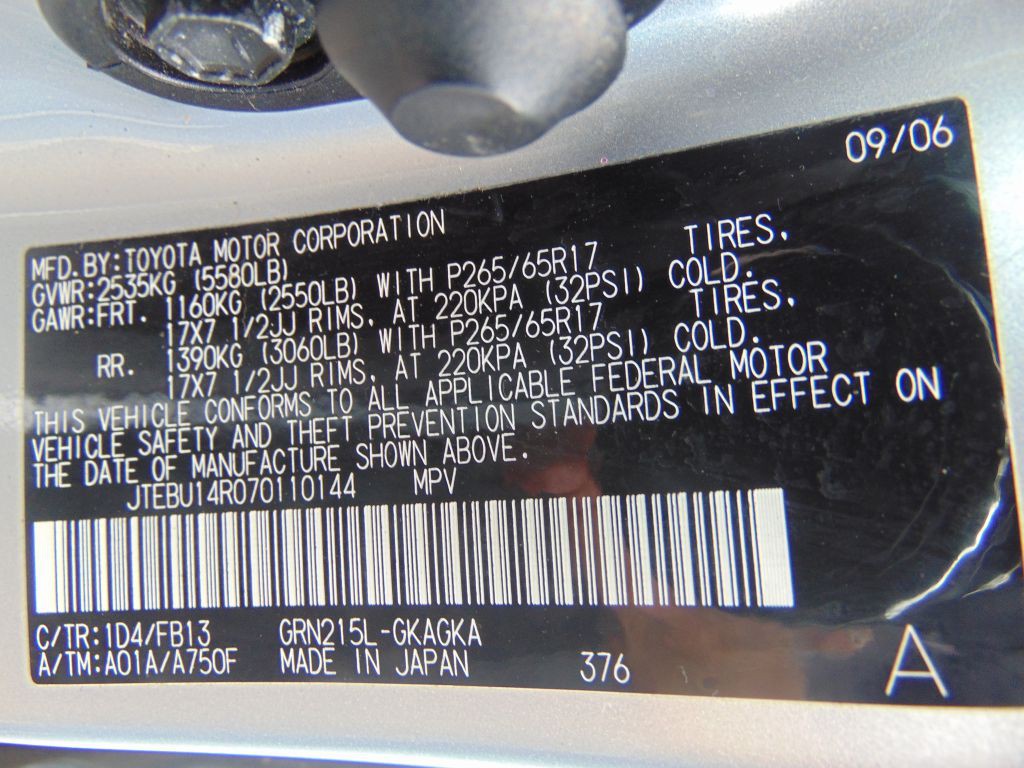 09/06
MFD.BY:TOYOTA MOTOR CORPORATION
GVWR:2535KG (5580LB)
GAWR:FRT. 1160KG (2550LB) WITH P265/65R17 TIRES,
17X7 1/2JJ RIMS, AT 220KPA (32PSI) COLD.
RR. 1390KG (3060LB) WITH P265/65R17 TIRES,
17X7 1/2JJ RIMS, AT 220KPA (32PSI) COLD.
THIS VEHICLE CONFORMS TO ALL APPLICABLE FEDERAL MOTOR
VEHICLE SAFETY AND THEFT PREVENTION STANDARDS IN EFFECT ON
THE DATE OF MANUFACTURE SHOWN ABOVE.
JTEBU14R070110144 MPV
C/TR:1D4/FB13 GRN215L-GKAGKA
A/TM:A01A/A750F MADE IN JAPAN 376 A